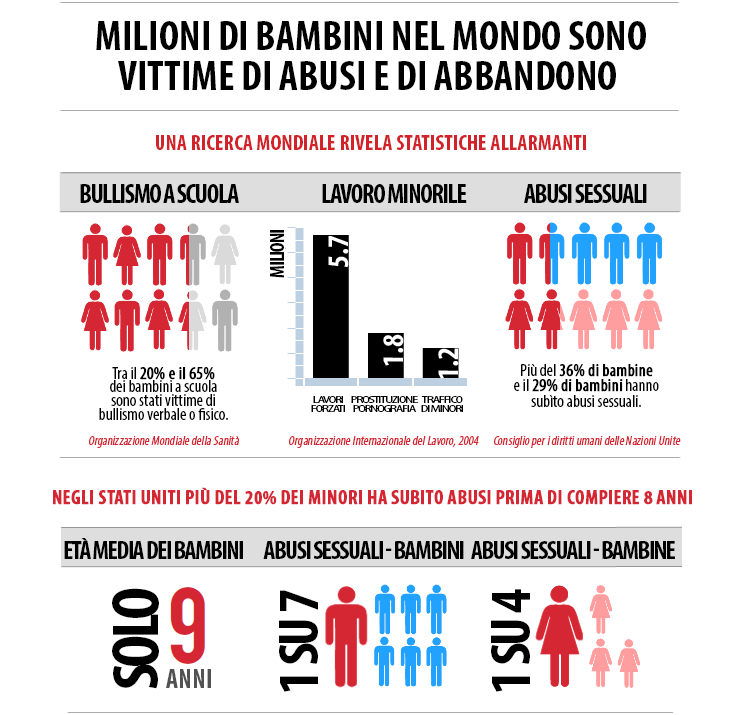 MILIONI DI BAMBINI NEL MONDO SONO
VITTIME DI ABUSI E DI ABBANDONO
UNA RICERCA MONDIALE RIVELA STATISTICHE ALLARMANTI
BULLISMO A SCUOLA
Tra il 20% e il 65%
dei bambini a scuola
sono stati vittime di
bullismo verbale o fisico.
Organizzazione Mondiale della Sanità
LAVORO MINORILE
MILIONI
5.7
1.8
1.2
LAVORI
FORZATI
PROSTITUZIONE
PORNOGRAFIA
TRAFFICO
DI MINORI
Organizzazione Internazionale del Lavoro, 2004
ABUSI SESSUALI
Più del 36% di bambine
e il 29% di bambini hanno
subìto abusi sessuali.
Consiglio per i diritti umani delle Nazioni Unite
NEGLI STATI UNITI PIÙ DEL 20% DEI MINORI HA SUBITO ABUSI PRIMA DI COMPIERE 8 ANNI
ETÀ MEDIA DEI BAMBINI
SOLO
9
ANNI
ABUSI SESSUALI - BAMBINI
1 SU 7
ABUSI SESSUALI - BAMBINE
1 SU 4